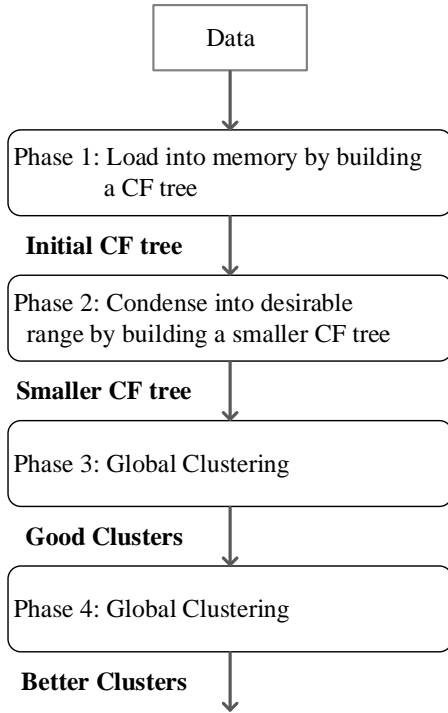 Data
Phase 1: Load into memory by building
a CF tree
Initial CF tree
Phase 2: Condense into desirable
range by building a smaller CF tree
Smaller CF tree
Phase 3: Global Clustering
Good Clusters
Phase 4: Global Clustering
Better Clusters